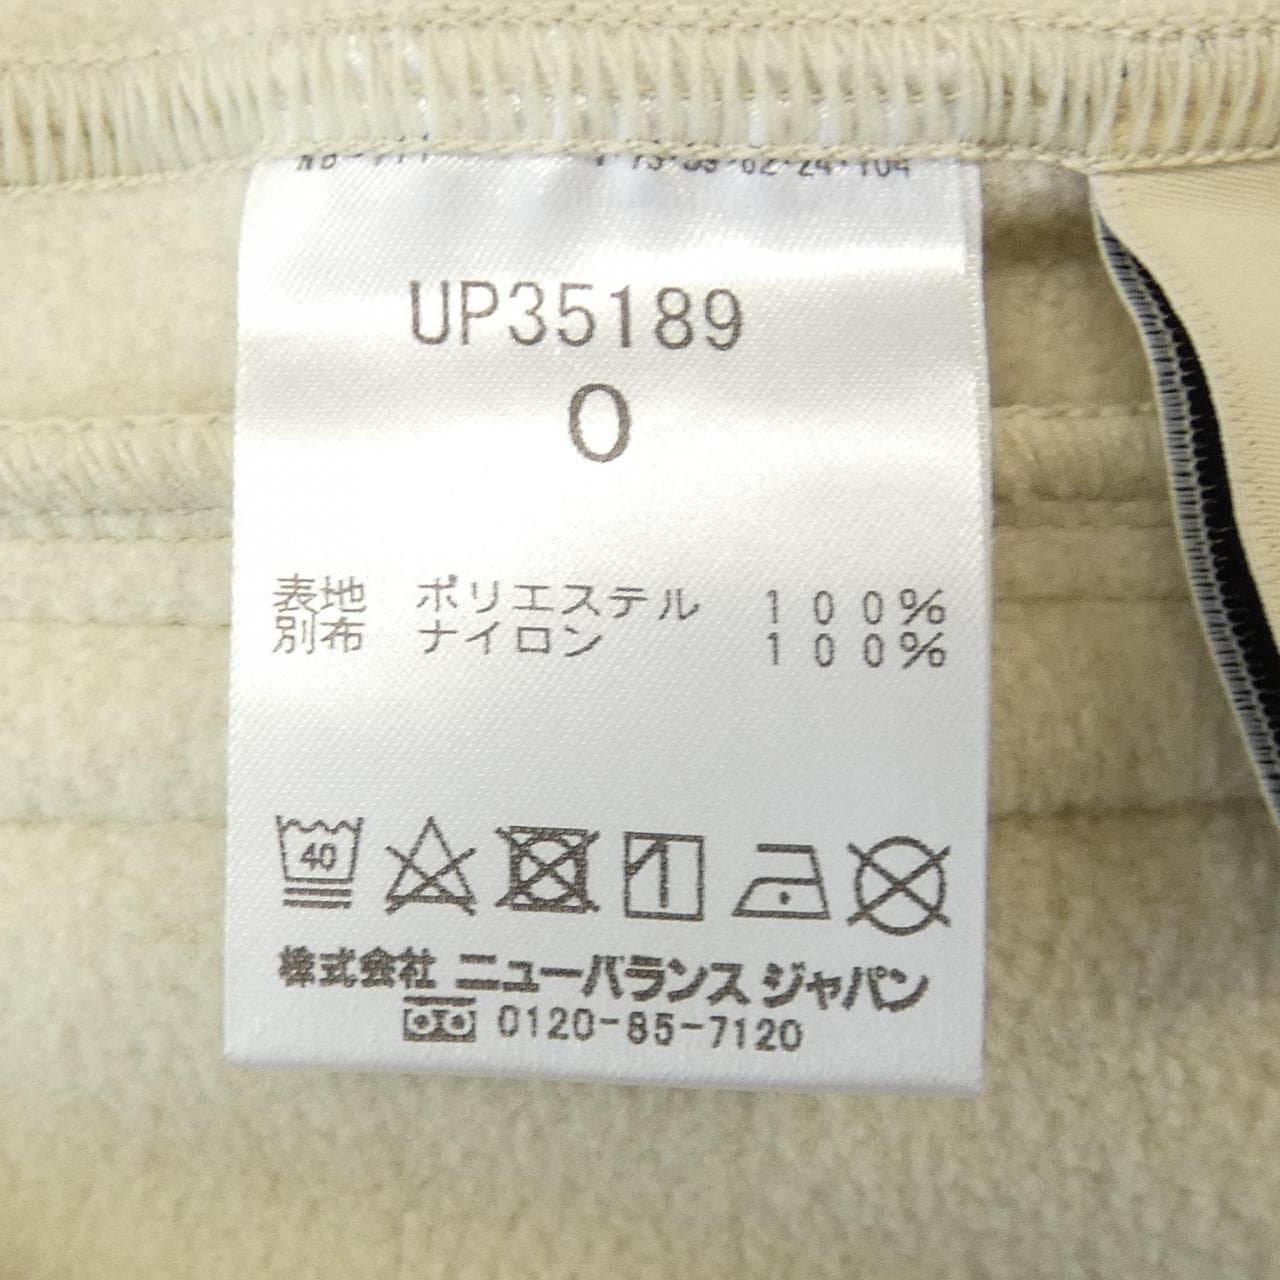 UP35189
0
表地 ポリエステル 100%
別布 ナイロン 100%
40
株式会社 ニューバランス ジャパン
0120-85-7120